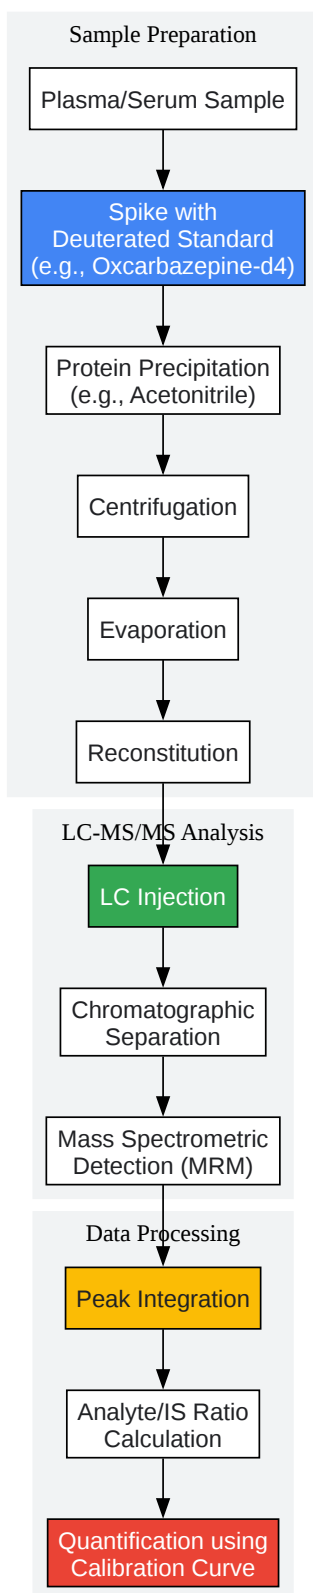 Sample Preparation
Plasma/Serum Sample
Spike with
Deuterated Standard
(e.g., Oxcarbazepine-d4)
Protein Precipitation
(e.g., Acetonitrile)
Centrifugation
Evaporation
Reconstitution
LC-MS/MS Analysis
LC Injection
Chromatographic
Separation
Mass Spectrometric
Detection (MRM)
Data Processing
Peak Integration
Analyte/IS Ratio
Calculation
Quantification using
Calibration Curve